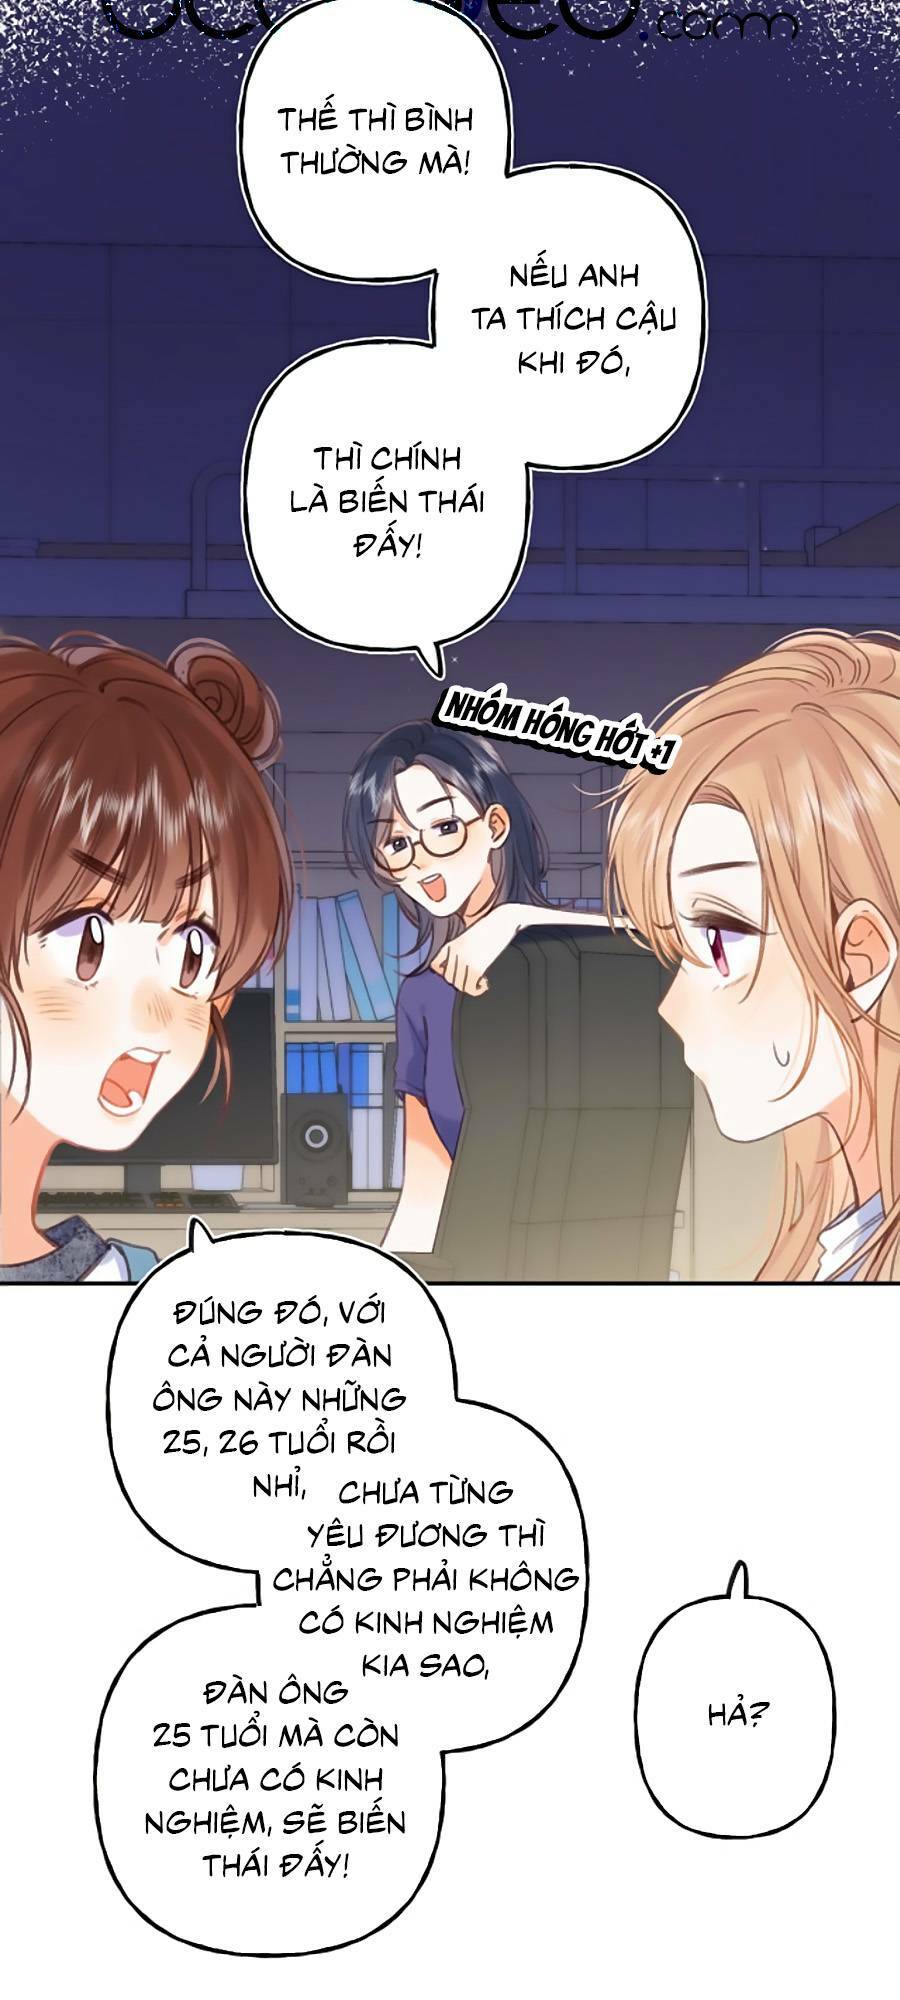 THẾ THÌ BÌNH
THƯỜNG MÀ!
NẾU ANH
TA THÍCH CẬU
KHI ĐÓ,
THÌ CHÍNH
LÀ BIẾN THÁI
ĐẤY!
NHÓM HÓNG HỚT +1
ĐÚNG ĐÓ, VỚI
CẢ NGƯỜI ĐÀN
ÔNG NÀY NHỮNG
25, 26 TUỔI RỒI
NHỈ,
CHƯA TỪNG
YÊU ĐƯƠNG THÌ
CHẲNG PHẢI KHÔNG
CÓ KINH NGHIỆM
KIA SAO,
ĐÀN ÔNG
25 TUỔI MÀ CÒN
CHƯA CÓ KINH
NGHIỆM, SẼ BIẾN
THÁI ĐẤY!
HẢ?